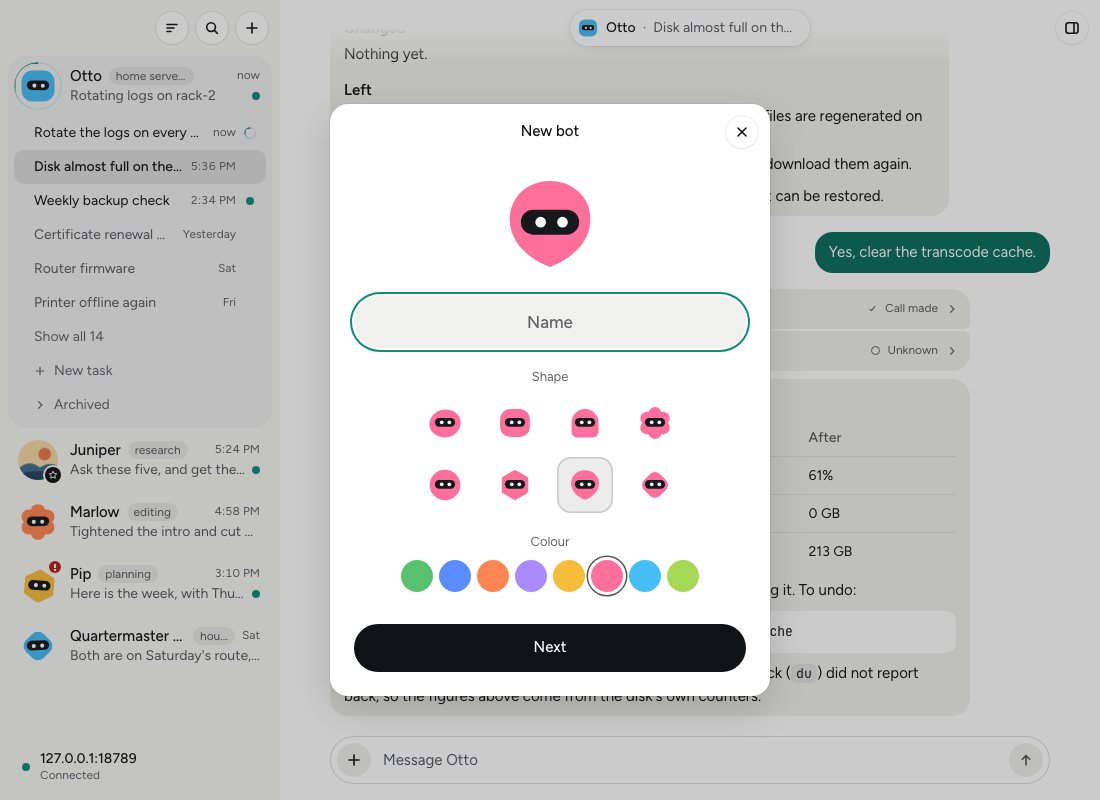 Otto
home serve...
now
Rotating logs on rack-2
Rotate the logs on every ...
now
Disk almost full on the...
5:36 PM
Weekly backup check
2:34 PM
Certificate renewal ...
Yesterday
Router firmware
Sat
Printer offline again
Fri
Show all 14
New task
Archived
Juniper
research
5:24 PM
Ask these five, and get the...
Marlow
editing
4:58 PM
Tightened the intro and cut ...
Pip
planning
3:10 PM
Here is the week, with Thu...
Quartermaster ...
hou...
Sat
Both are on Saturday's route,...
127.0.0.1:18789
Connected
Otto · Disk almost full on th...
Changed
Nothing yet.
Left
files are regenerated on
download them again.
can be restored.
Yes, clear the transcode cache.
Call made
Unknown
After
61%
0 GB
213 GB
g it. To undo:
che
ck ( du ) did not report
back, so the figures above come from the disk's own counters.
Message Otto
New bot
Name
Shape
Colour
Next